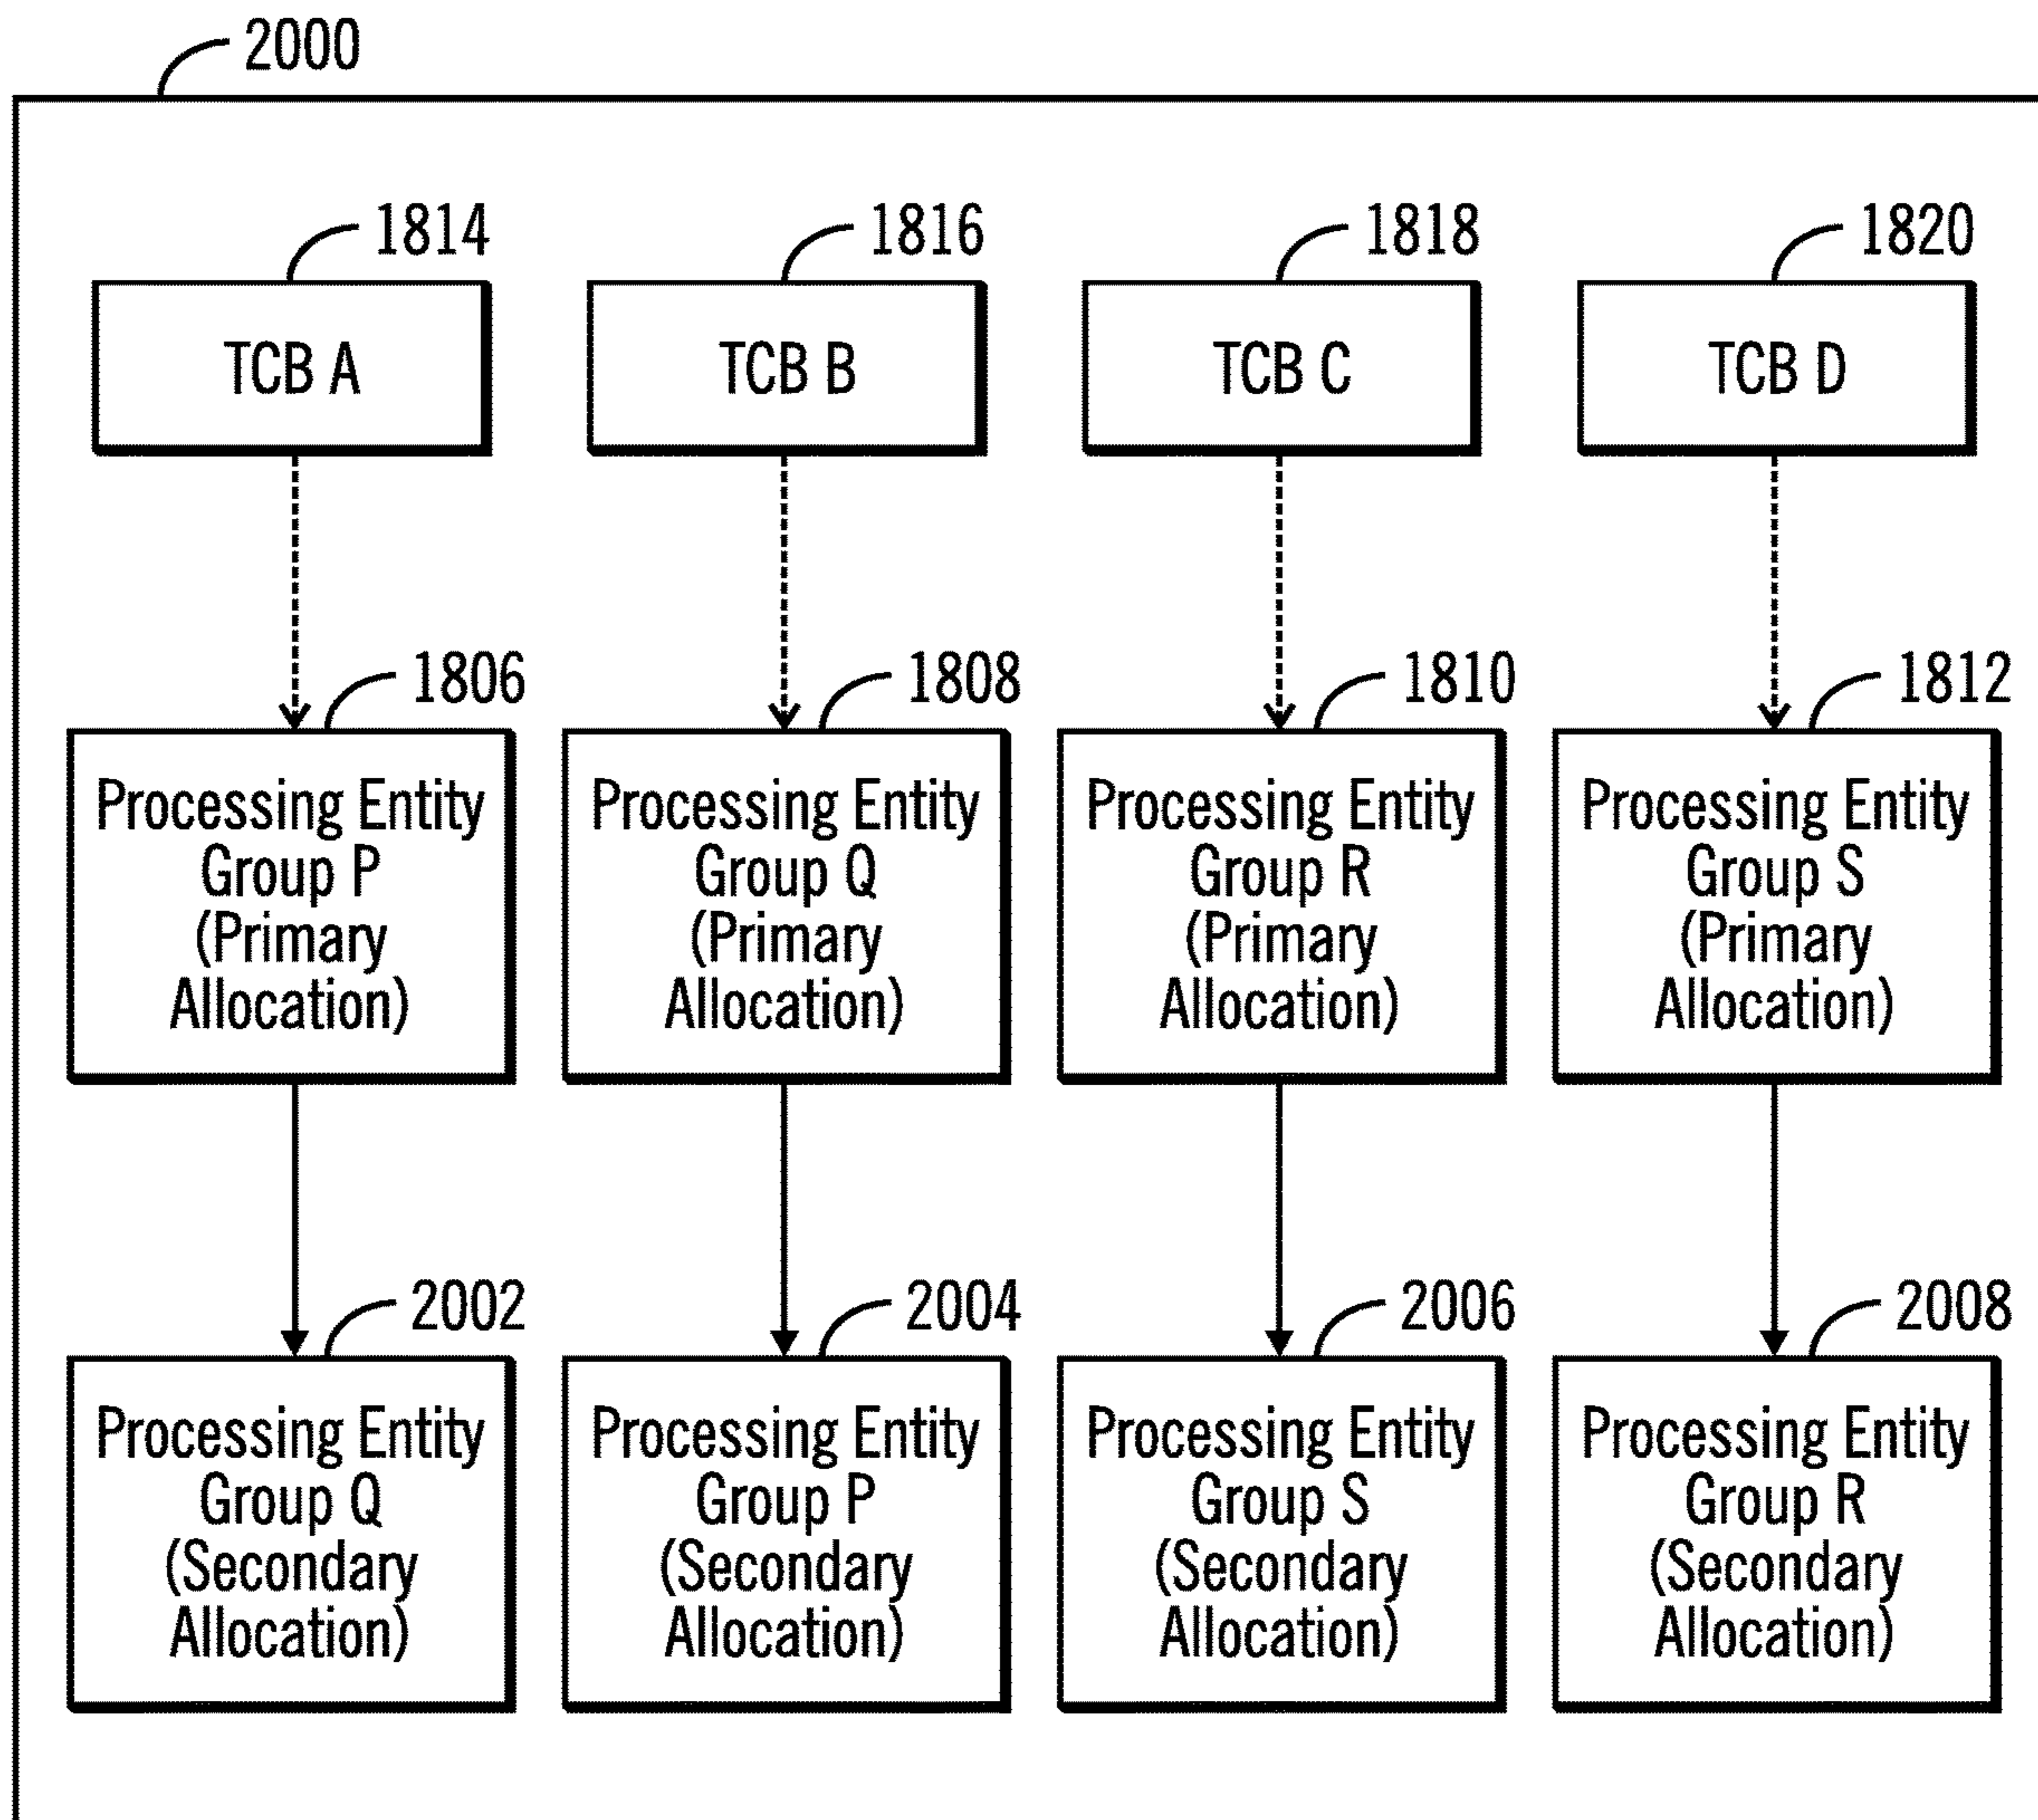 2000
1814
1816
1818
1820
TCB A
TCB B
TCB C
TCB D
1806
1808
1810
1812
Processing Entity
Group P
(Primary
Allocation)
Processing Entity
Group Q
(Primary
Allocation)
Processing Entity
Group R
(Primary
Allocation)
Processing Entity
Group S
(Primary
Allocation)
2002
2004
2006
2008
Processing Entity
Group Q
(Secondary
Allocation)
Processing Entity
Group P
(Secondary
Allocation)
Processing Entity
Group S
(Secondary
Allocation)
Processing Entity
Group R
(Secondary
Allocation)